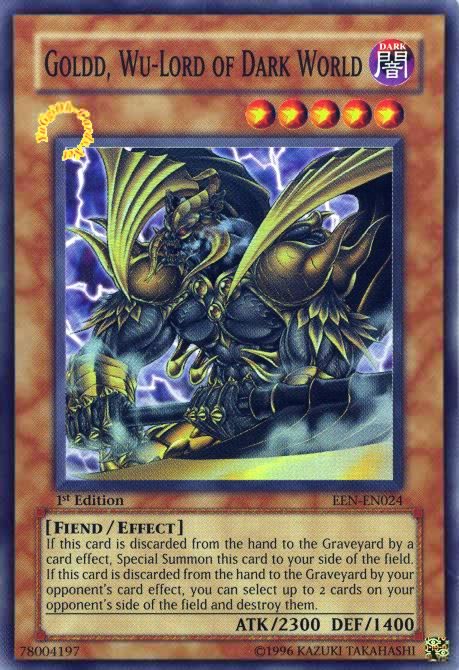 Goldd, Wu-Lord of Dark World
DARK
闇
1st Edition
EEN-EN024
[Fiend / Effect]
If this card is discarded from the hand to the Graveyard by a
card effect, Special Summon this card to your side of the field.
If this card is discarded from the hand to the Graveyard by your
opponent's card effect, you can select up to 2 cards on your
opponent's side of the field and destroy them.
ATK/2300 DEF/1400
78004197
©1996 KAZUKI TAKAHASHI